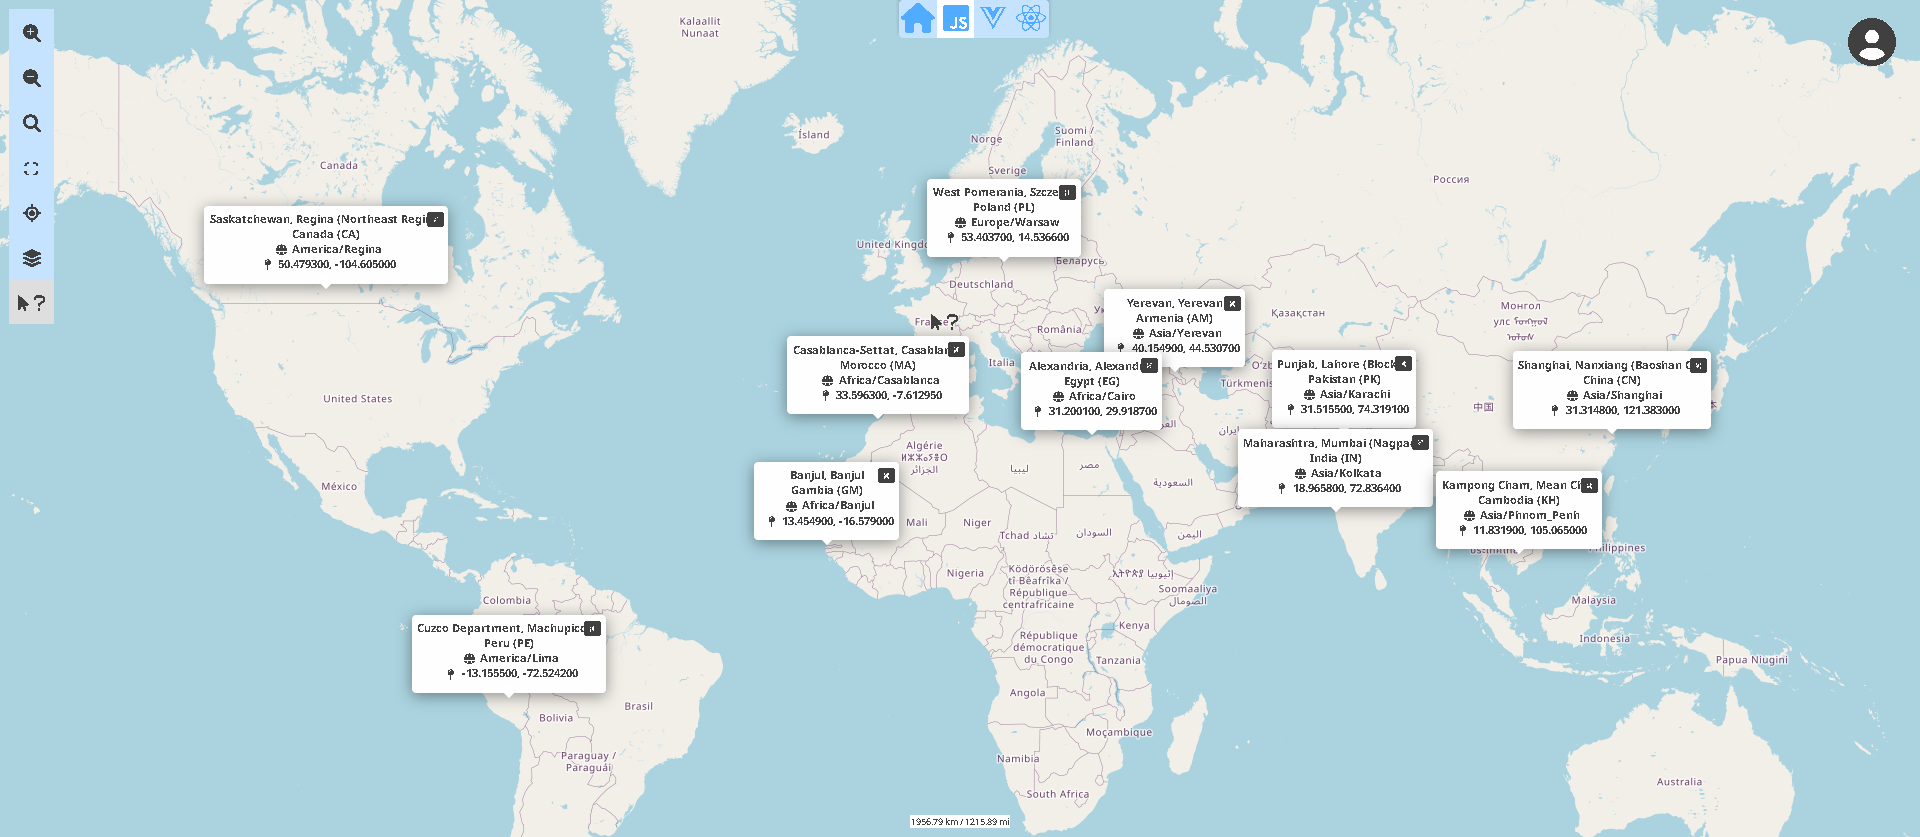 JS
Kalaallit
Nunaat
Ísland
Norge
Suomi /
Finland
Sverige
Россия
Canada
West Pomerania, Szcze
Poland (PL)
Europe/Warsaw
53.403700, 14.536600
Saskatchewan, Regina (Northeast Regi
Canada (CA)
America/Regina
50.479300, -104.605000
United Kingdo
Беларусь
Deutschland
?
France
?
România
Italia
Қазақстан
Монгол
улс
Yerevan, Yerevan
Armenia (AM)
Asia/Yerevan
40.154900, 44.530700
Casablanca-Settat, Casablan
Morocco (MA)
Africa/Casablanca
33.596300, -7.612950
Alexandria, Alexand
Egypt (EG)
Africa/Cairo
31.200100, 29.918700
Oʻzb
Türkmenis
Punjab, Lahore (Block
Pakistan (PK)
Asia/Karachi
31.515500, 74.319100
Shanghai, Nanxiang (Baoshan C
China (CN)
Asia/Shanghai
31.314800, 121.383000
United States
中国
本
ایران
Maharashtra, Mumbai (Nagpa
India (IN)
Asia/Kolkata
18.965800, 72.836400
Algérie
ⵍⵣⵣⴰⵢⴻⵔ
الجزائر
ليبيا
مصر
السعودية
Banjul, Banjul
Gambia (GM)
Africa/Banjul
13.454900, -16.579000
Kampong Cham, Mean Ci
Cambodia (KH)
Asia/Phnom_Penh
11.831900, 105.065000
México
Mali
Niger
Tchad تشاد
السودان
اليمن
hilippines
Nigeria
Ködörösêse
tî Bêafrîka /
République
centrafricaine
ኢትዮጵያ إثيوبيا
Soomaaliya
الصومال
Colombia
Malaysia
Kenya
Indonesia
Cuzco Department, Machupicc
Peru (PE)
America/Lima
-13.155500, -72.524200
République
démocratique
du Congo
Tanzania
Papua Niugini
Angola
Brasil
Bolivia
Moçambique
Paraguay /
Paraguái
Namibia
Australia
South Africa
1956.79 km / 1215.89 mi